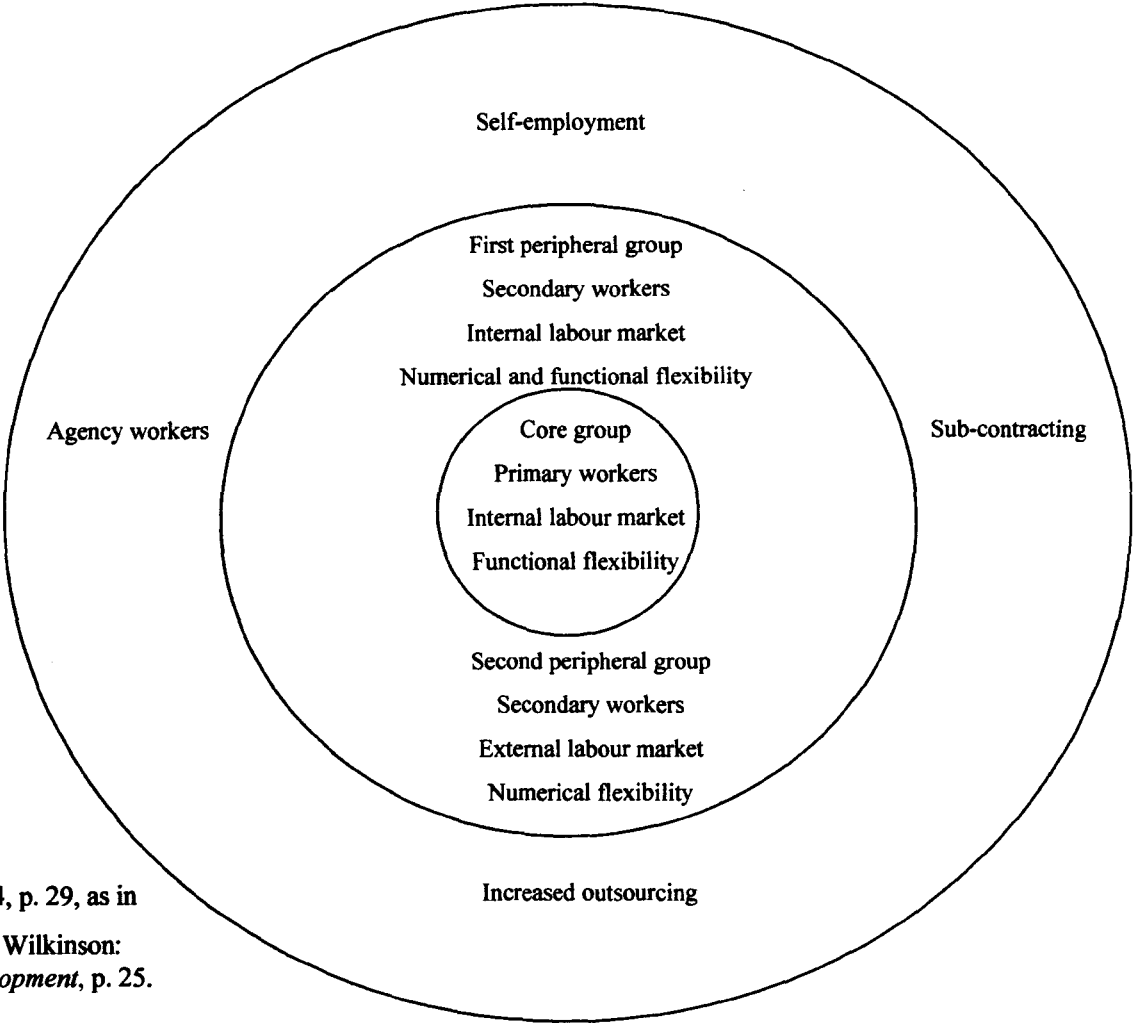 Self-employment
First peripheral group
Secondary workers
Internal labour market
Numerical and functional flexibility
Agency workers
Sub-contracting
Core group
Primary workers
Internal labour market
Functional flexibility
Second peripheral group
Secondary workers
External labour market
Numerical flexibility
Increased outsourcing
, p. 29, as in
Wilkinson:
opment, p. 25.